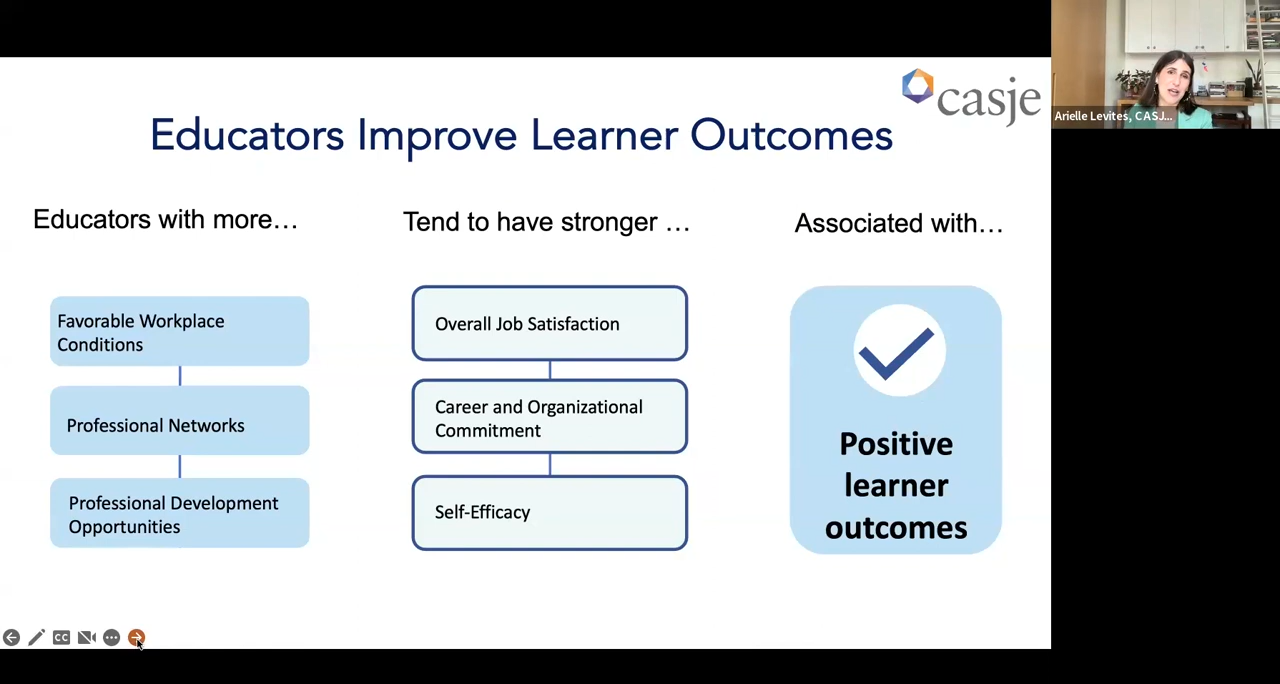 casje
Arielle Levites, CASJ...
Educators Improve Learner Outcomes
Educators with more…
Tend to have stronger …
Associated with…
Favorable Workplace
Conditions
Professional Networks
Professional Development
Opportunities
Overall Job Satisfaction
Career and Organizational
Commitment
Self-Efficacy
Positive
learner
outcomes
CC